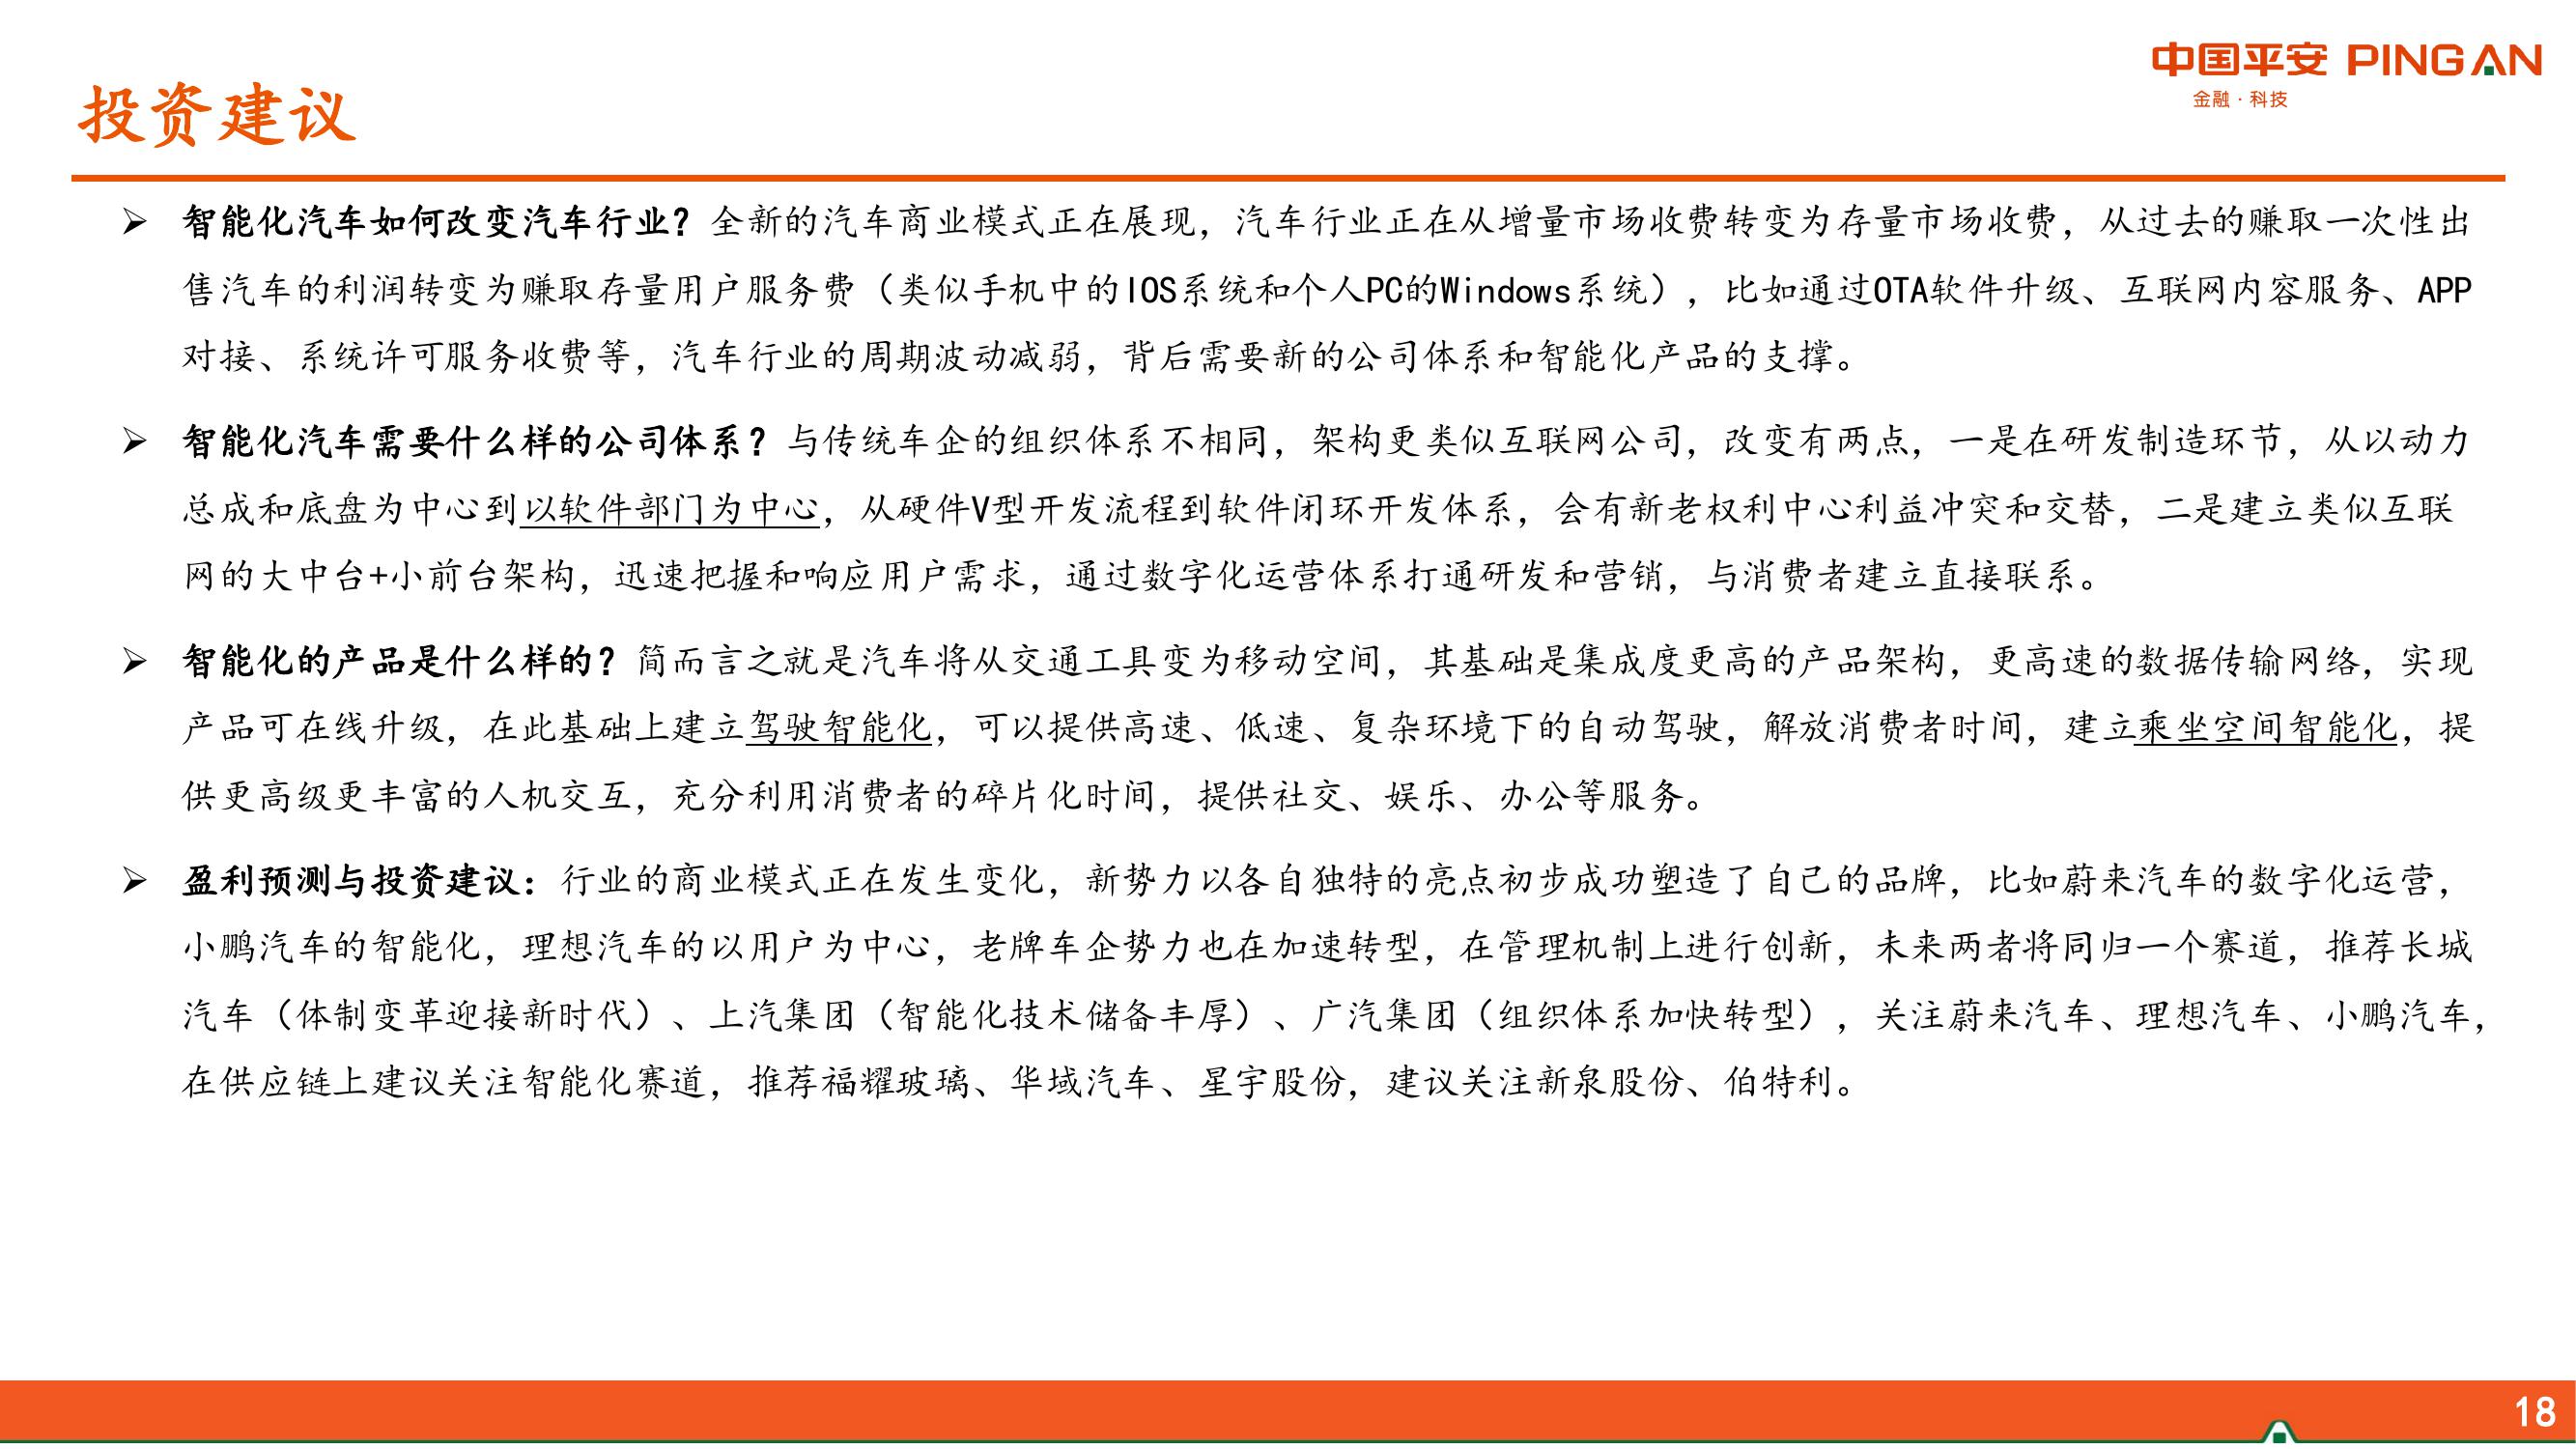 中国平安 PINGAN
金融·科技
投资建议
➢ 智能化汽车如何改变汽车行业？全新的汽车商业模式正在展现，汽车行业正在从增量市场收费转变为存量市场收费，从过去的赚取一次性出
售汽车的利润转变为赚取存量用户服务费（类似手机中的IOS系统和个人PC的Windows系统），比如通过OTA软件升级、互联网内容服务、APP
对接、系统许可服务收费等，汽车行业的周期波动减弱，背后需要新的公司体系和智能化产品的支撑。
➢ 智能化汽车需要什么样的公司体系？与传统车企的组织体系不相同，架构更类似互联网公司，改变有两点，一是在研发制造环节，从以动力
总成和底盘为中心到以软件部门为中心，从硬件V型开发流程到软件闭环开发体系，会有新老权利中心利益冲突和交替，二是建立类似互联
网的大中台+小前台架构，迅速把握和响应用户需求，通过数字化运营体系打通研发和营销，与消费者建立直接联系。
➢ 智能化的产品是什么样的？简而言之就是汽车将从交通工具变为移动空间，其基础是集成度更高的产品架构，更高速的数据传输网络，实现
产品可在线升级，在此基础上建立驾驶智能化，可以提供高速、低速、复杂环境下的自动驾驶，解放消费者时间，建立乘坐空间智能化，提
供更高级更丰富的人机交互，充分利用消费者的碎片化时间，提供社交、娱乐、办公等服务。
➢ 盈利预测与投资建议：行业的商业模式正在发生变化，新势力以各自独特的亮点初步成功塑造了自己的品牌，比如蔚来汽车的数字化运营，
小鹏汽车的智能化，理想汽车的以用户为中心，老牌车企势力也在加速转型，在管理机制上进行创新，未来两者将同归一个赛道，推荐长城
汽车（体制变革迎接新时代）、上汽集团（智能化技术储备丰厚）、广汽集团（组织体系加快转型），关注蔚来汽车、理想汽车、小鹏汽车，
在供应链上建议关注智能化赛道，推荐福耀玻璃、华域汽车、星宇股份，建议关注新泉股份、伯特利。
18